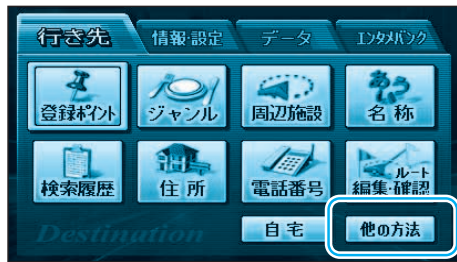 行き先 情報・設定 データ エンタメバンク
登録ポイント ジャンル 周辺施設 あぅ 名称
検索履歴 住所 電話番号 ルート 編集・確認
Destination 自宅 他の方法